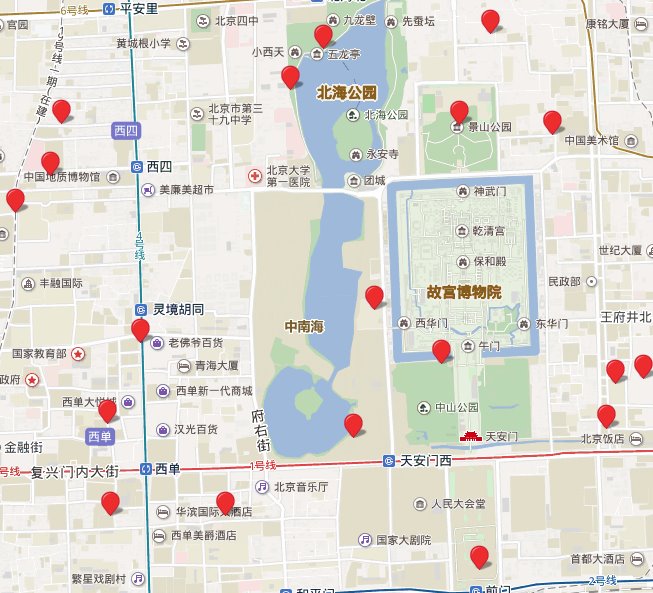 6号线
平安里
北京四中
九龙壁
先蚕坛
官园
康铭大厦
黄城根小学
小西天
五龙亭
9号线二期(在建)
北海公园
北京市第三
十九中学
北海公园
西四
景山公园
中国美术馆
永安寺
西四
北京大学
第一医院
中国地质博物馆
团城
美廉美超市
神武门
4号线
乾清宫
世纪大厦
保和殿
丰融国际
民政部
故宫博物院
灵境胡同
王府井北
中南海
西华门
东华门
老佛爷百货
午门
国家教育部
青海大厦
政府
西单新一代商城
西单大悦城
中山公园
府右街
汉光百货
西单
天安门
北京饭店
金融街
1号线
天安门西
号线
复兴门内大街
西单
北京音乐厅
人民大会堂
西单美爵酒店
国家大剧院
首都大酒店
繁星戏剧村
2号线
和平门
前门